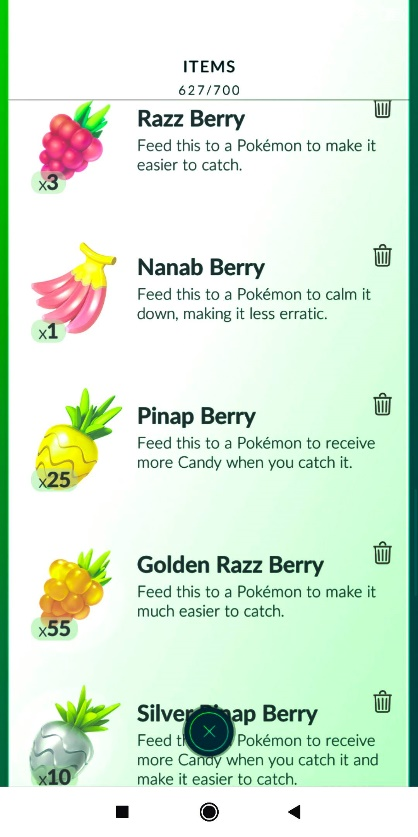 ITEMS
627/700
Razz Berry
Feed this to a Pokémon to make it
easier to catch.
x3
Nanab Berry
Feed this to a Pokémon to calm it
down, making it less erratic.
x1
Pinap Berry
Feed this to a Pokémon to receive
more Candy when you catch it.
x25
Golden Razz Berry
Feed this to a Pokémon to make it
much easier to catch.
x55
Silver Pinap Berry
Feed Pokémon to receive
more Candy when you catch it and
make it easier to catch.
x10